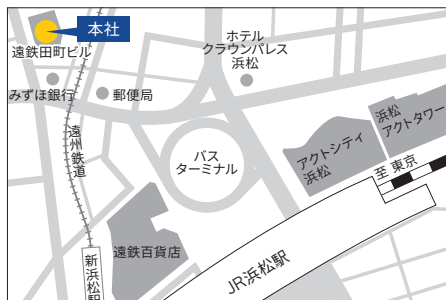 本社
遠鉄田町ビル
ホテル
クラウンパレス
浜松
みずほ銀行
郵便局
遠州鉄道
バス
ターミナル
アクトシティ
浜松
浜松
アクトタワー
至 東京
遠鉄百貨店
新浜松駅
JR浜松駅